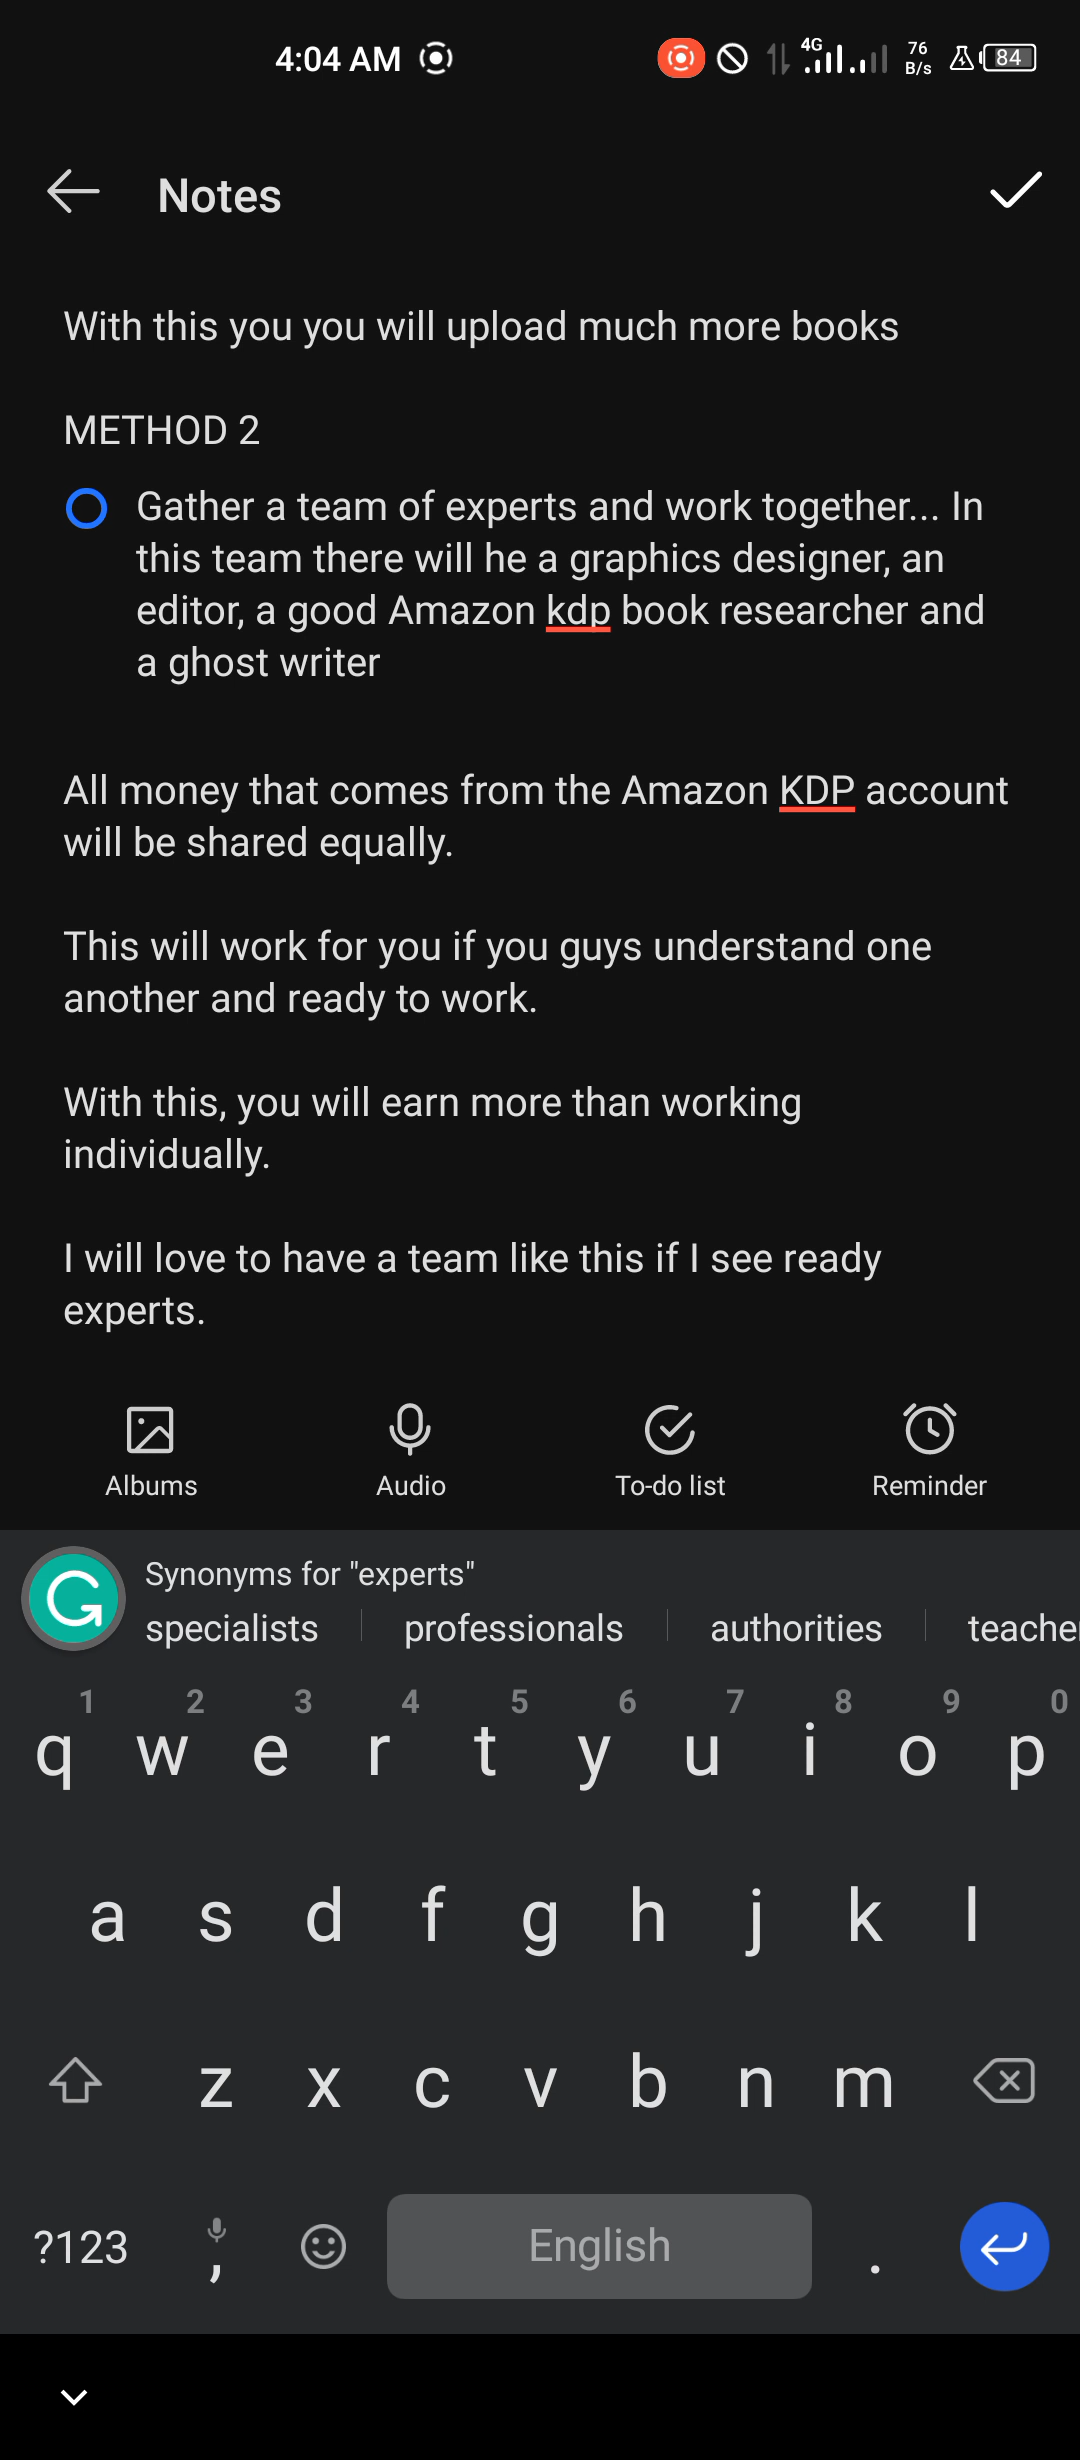 4:04 AM
4G
76
B/s
84
Notes
With this you you will upload much more books
METHOD 2
Gather a team of experts and work together... In
this team there will he a graphics designer, an
editor, a good Amazon kdp book researcher and
a ghost writer
All money that comes from the Amazon KDP account
will be shared equally.
This will work for you if you guys understand one
another and ready to work.
With this, you will earn more than working
individually.
I will love to have a team like this if I see ready
experts.
Albums Audio To-do list Reminder
Synonyms for "experts"
specialists professionals authorities teache
1 2 3 4 5 6 7 8 9 0
q w e r t y u i o p
a s d f g h j k l
z x c v b n m
?123 , English .